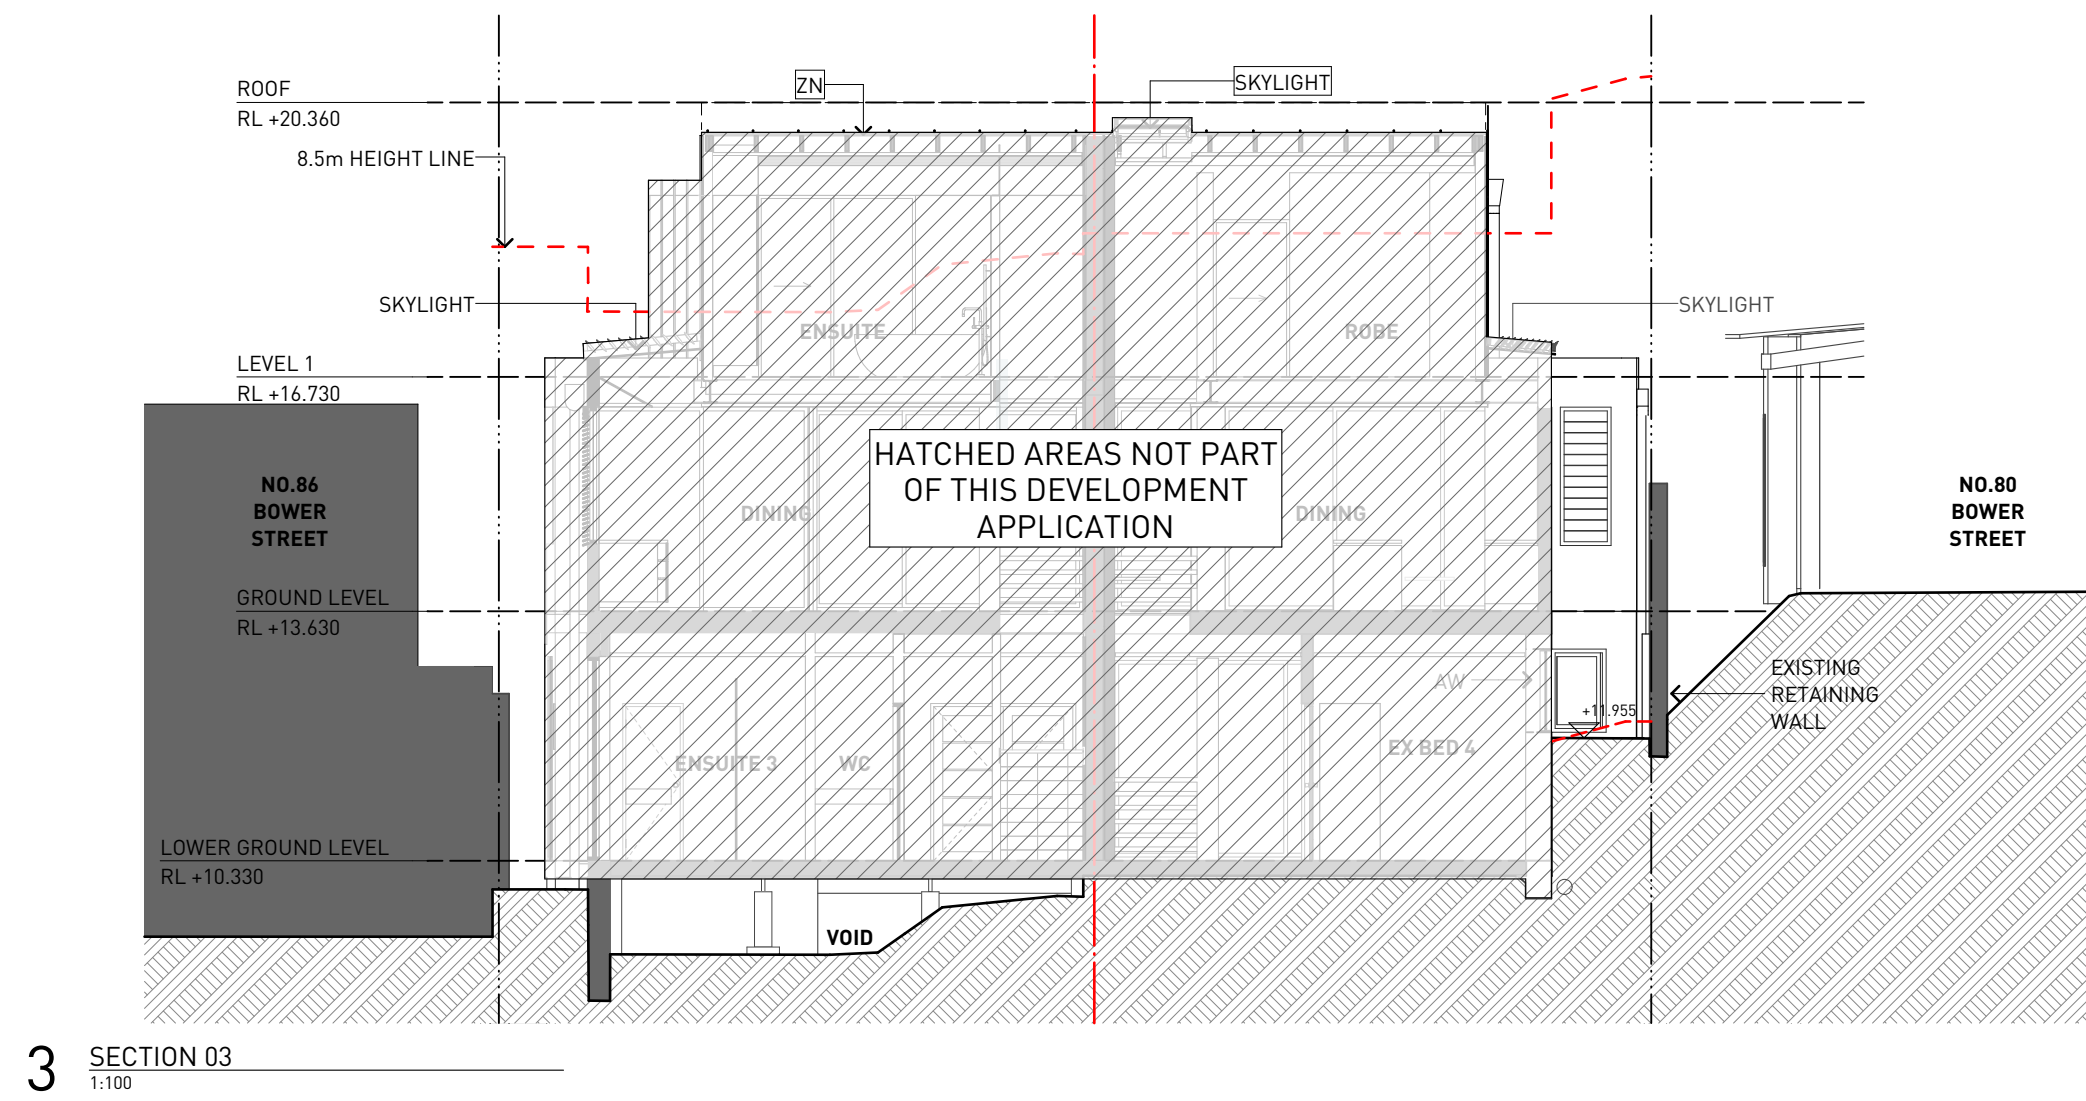 ROOF
RL +20.360
8.5m HEIGHT LINE
ZN
SKYLIGHT
SKYLIGHT
SKYLIGHT
LEVEL 1
RL +16.730
ENSUITE
ROBE
HATCHED AREAS NOT PART
OF THIS DEVELOPMENT
APPLICATION
NO.86
BOWER
STREET
DINING
DINING
NO.80
BOWER
STREET
GROUND LEVEL
RL +13.630
EXISTING
RETAINING
WALL
AW
+11.955
ENSUITE 3
WC
EX BED 4
LOWER GROUND LEVEL
RL +10.330
VOID
3
SECTION 03
1:100